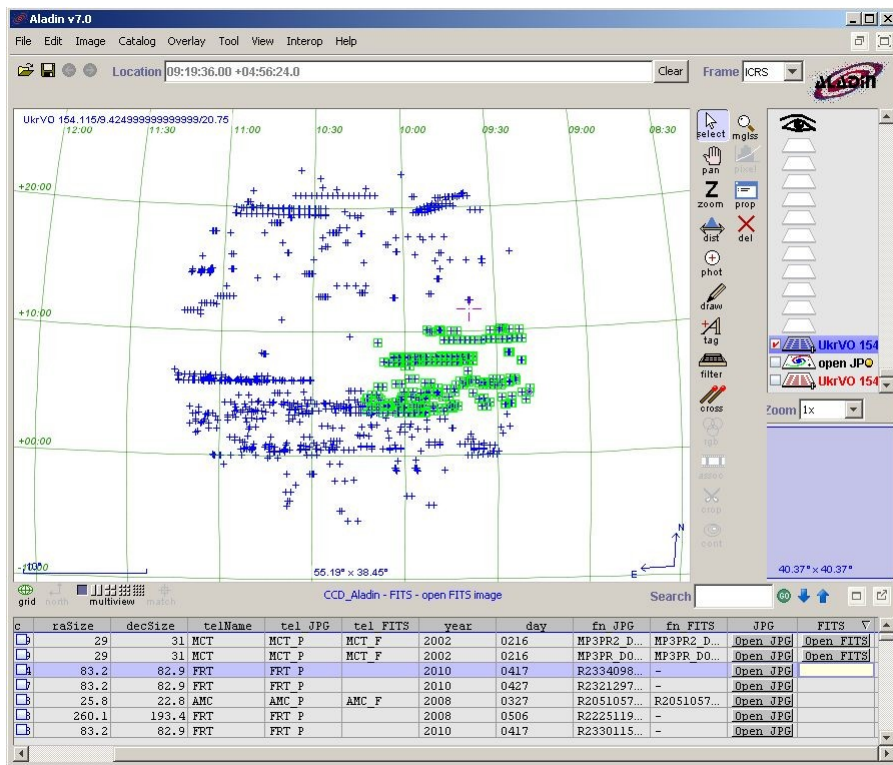 Aladin v7.0
File Edit Image Catalog Overlay Tool View Interop Help
Location 09:19:36.00 +04:56:24.0 Clear Frame ICRS
ALADIN
UkrVO 154.115/9.424999999999999/20.75
12:00 11:30 11:00 10:30 10:00 09:30 09:00 08:30
+20:00
+10:00
+00:00
10°
55.19° x 38.45°
N
E
select mglss
pan pixel
zoom prop
dist del
phot
draw
tag
filter
cross
rgb
assoc
crop
cont
UkrVO 154
open JPG
UkrVO 154
Zoom 1x
40.37° x 40.37°
grid north multiview match
CCD_Aladin - FITS - open FITS image
Search GO
c raSize decSize telName tel JPG tel FITS year day fn JPG fn FITS JPG FITS
29 31 MCT MCT_P MCT_F 2002 0216 MP3PR2_D... MP3PR2_D... Open JPG Open FITS
29 31 MCT MCT_P MCT_F 2002 0216 MP3PR_D0... MP3PR_D0... Open JPG Open FITS
83.2 82.9 FRT FRT P 2010 0417 R2334098... - Open JPG
83.2 82.9 FRT FRT P 2010 0427 R2321297... - Open JPG
25.8 22.8 AMC AMC_P AMC_F 2008 0327 R2051057... R2051057... Open JPG
260.1 193.4 FRT FRT P 2008 0506 R2225119... - Open JPG
83.2 82.9 FRT FRT P 2010 0417 R2330115... - Open JPG